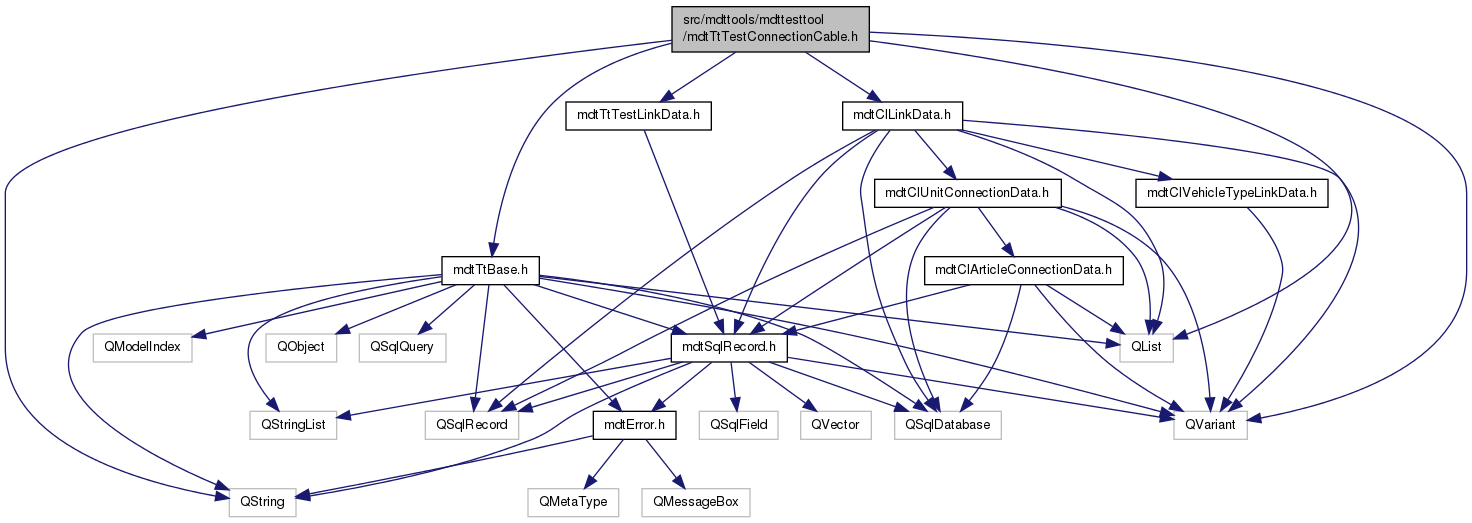 src/mdttools/mdttesttool
/mdtTtTestConnectionCable.h
mdtTtTestLinkData.h
mdtClLinkData.h
mdtClUnitConnectionData.h
mdtClVehicleTypeLinkData.h
mdtTtBase.h
mdtClArticleConnectionData.h
QModelIndex
QObject
QSqlQuery
mdtSqlRecord.h
QList
QStringList
QSqlRecord
mdtError.h
QSqlField
QVector
QSqlDatabase
QVariant
QString
QMetaType
QMessageBox